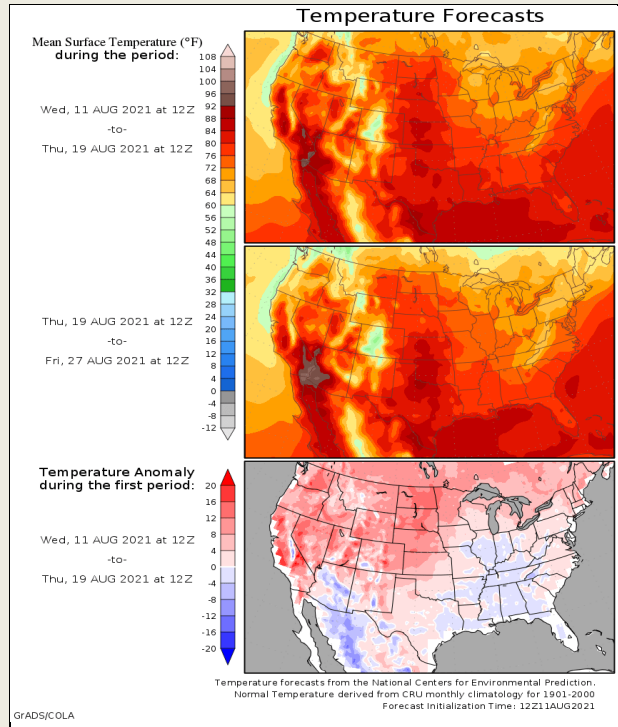 Temperature Forecasts
Mean Surface Temperature (°F)
during the period:
108
104
100
96
92
88
84
80
76
72
68
64
60
56
52
48
44
40
36
32
28
24
20
16
12
8
4
0
-4
-8
-12
Wed, 11 AUG 2021 at 12Z
-to-
Thu, 19 AUG 2021 at 12Z
Thu, 19 AUG 2021 at 12Z
-to-
Fri, 27 AUG 2021 at 12Z
Temperature Anomaly
during the first period:
20
16
12
8
4
0
-4
-8
-12
-16
-20
Wed, 11 AUG 2021 at 12Z
-to-
Thu, 19 AUG 2021 at 12Z
Temperature forecasts from the National Centers for Environmental Prediction.
Normal Temperature derived from CRU monthly climatology for 1901-2000
Forecast Initialization Time: 12Z11AUG2021
GrADS/COLA